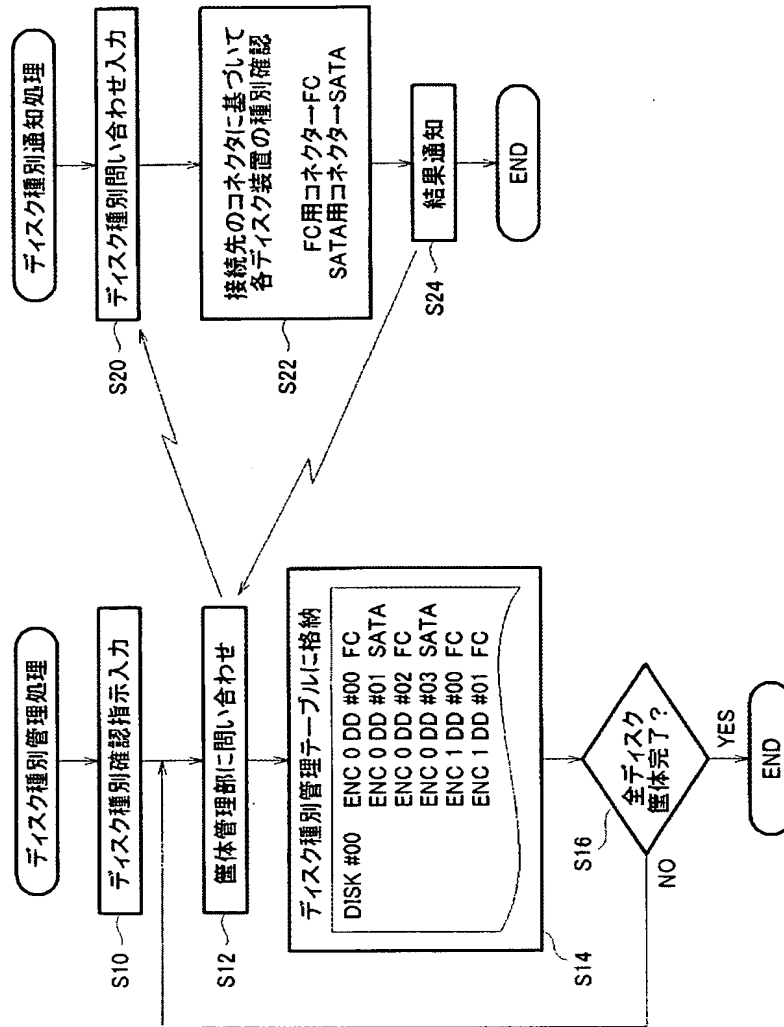 ディスク種別管理処理
S10
ディスク種別確認指示入力
S12
筐体管理部に問い合わせ
S14
ディスク種別管理テーブルに格納
DISK #00 ENC 0 DD #00 FC
ENC 0 DD #01 SATA
ENC 0 DD #02 FC
ENC 0 DD #03 SATA
ENC 1 DD #00 FC
ENC 1 DD #01 FC
S16
全ディスク
筐体完了？
NO
YES
END
ディスク種別通知処理
S20
ディスク種別問い合わせ入力
S22
接続先のコネクタに基づいて
各ディスク装置の種別確認
FC用コネクター→FC
SATA用コネクター→SATA
S24
結果通知
END